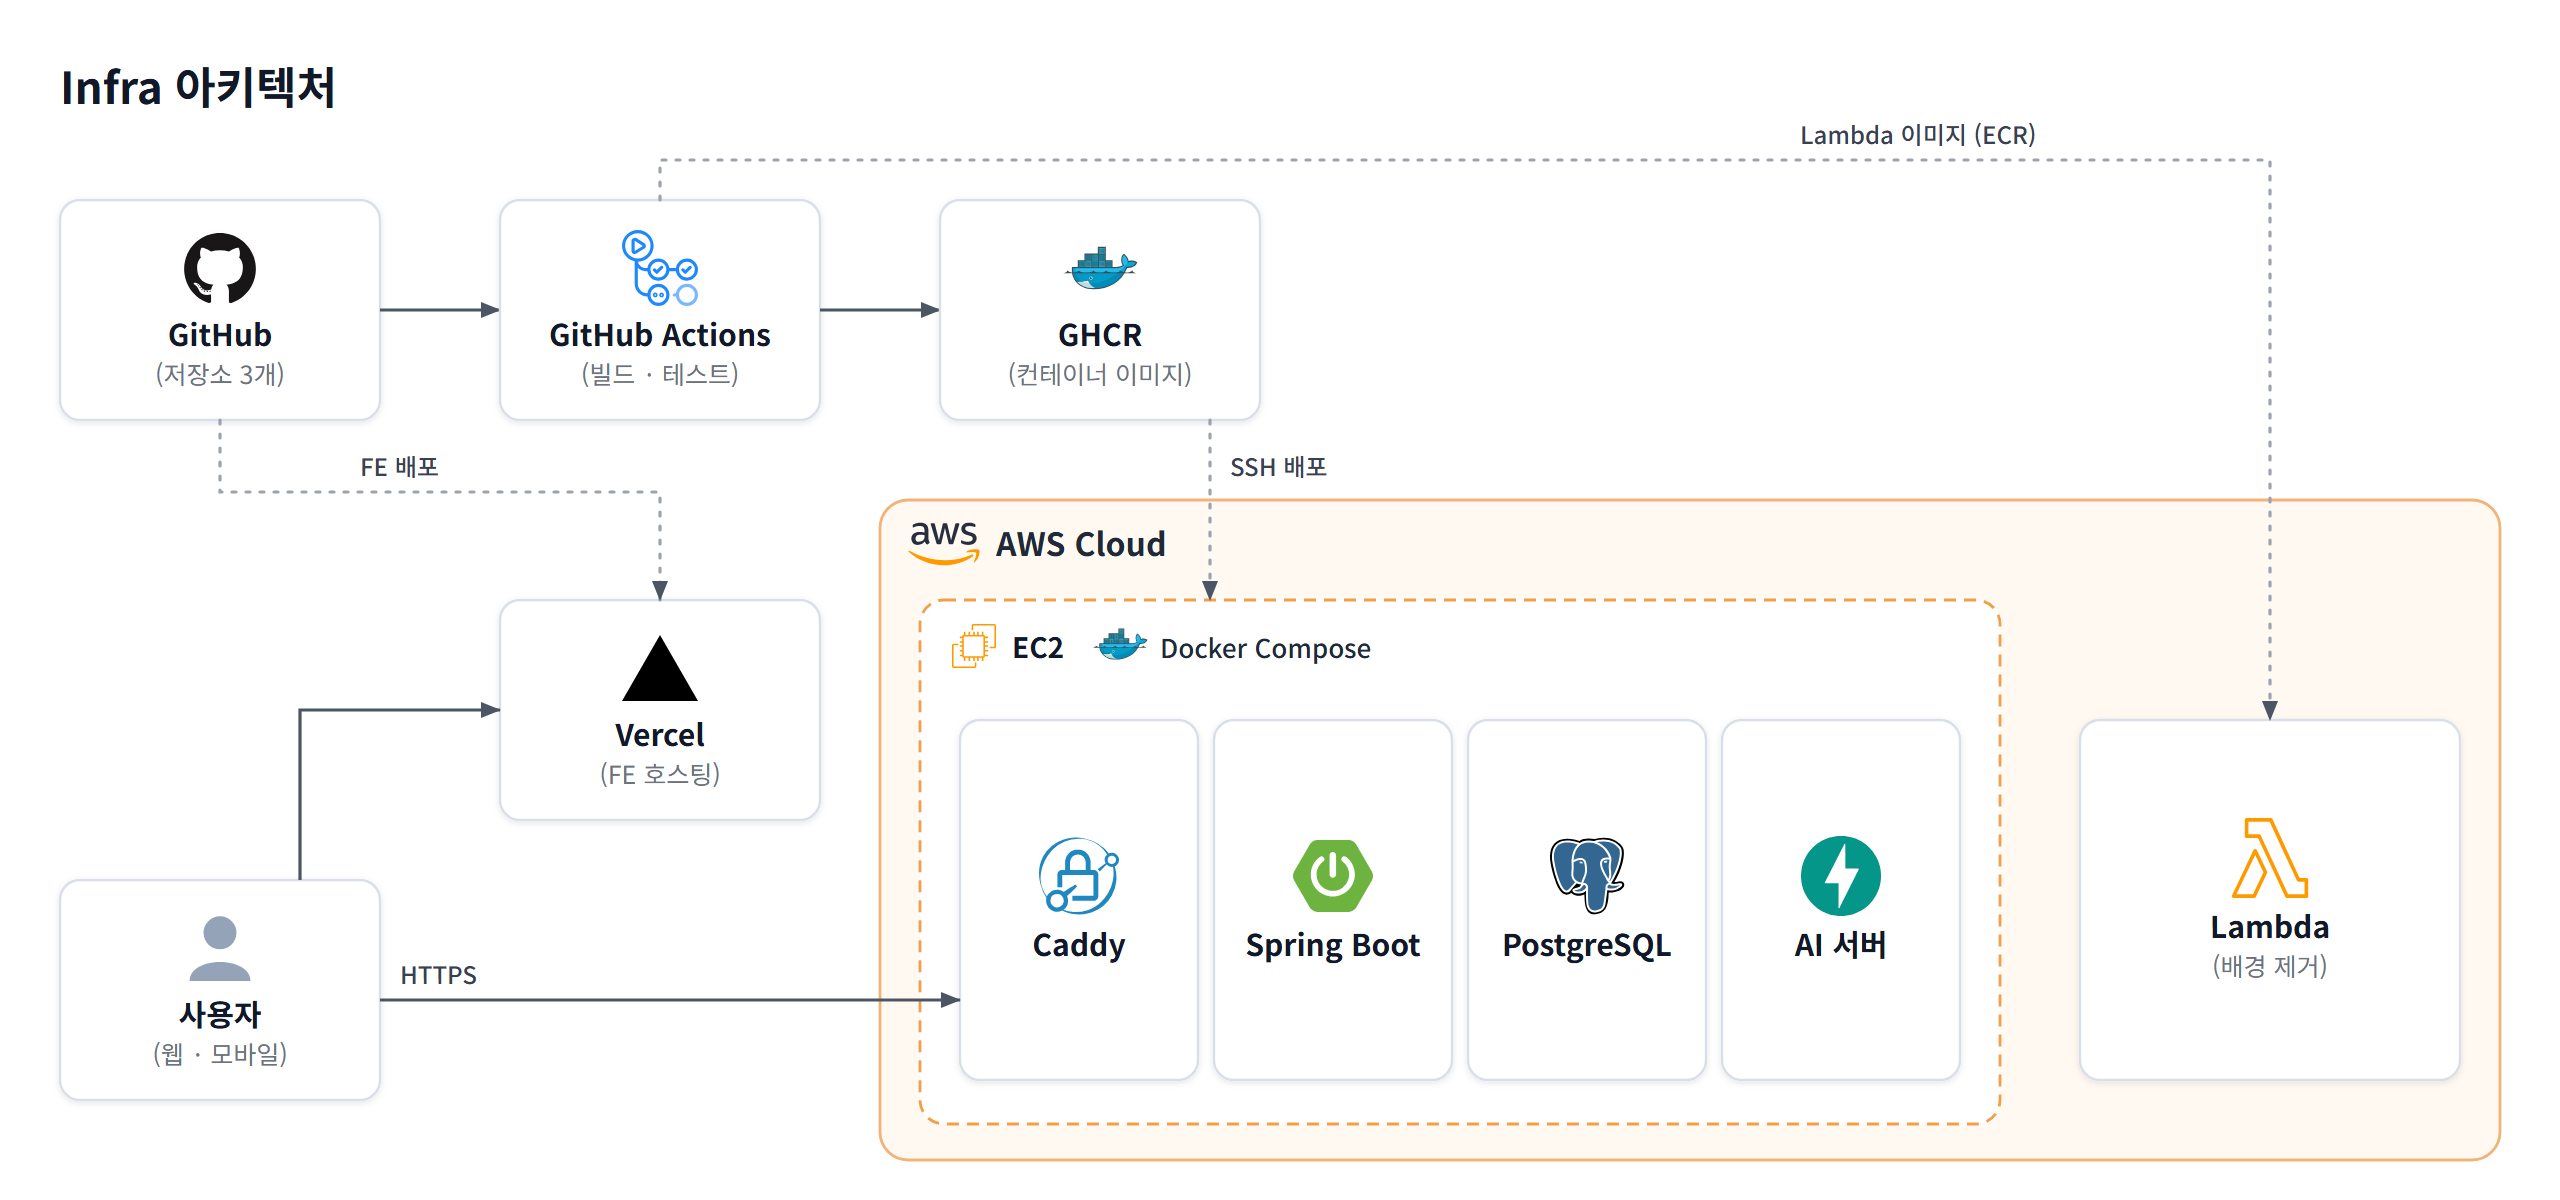 Infra 아키텍처
Lambda 이미지 (ECR)
GitHub
(저장소 3개)
GitHub Actions
(빌드 · 테스트)
GHCR
(컨테이너 이미지)
FE 배포
SSH 배포
aws
AWS Cloud
EC2
Docker Compose
Vercel
(FE 호스팅)
Caddy
Spring Boot
PostgreSQL
AI 서버
Lambda
(배경 제거)
HTTPS
사용자
(웹 · 모바일)